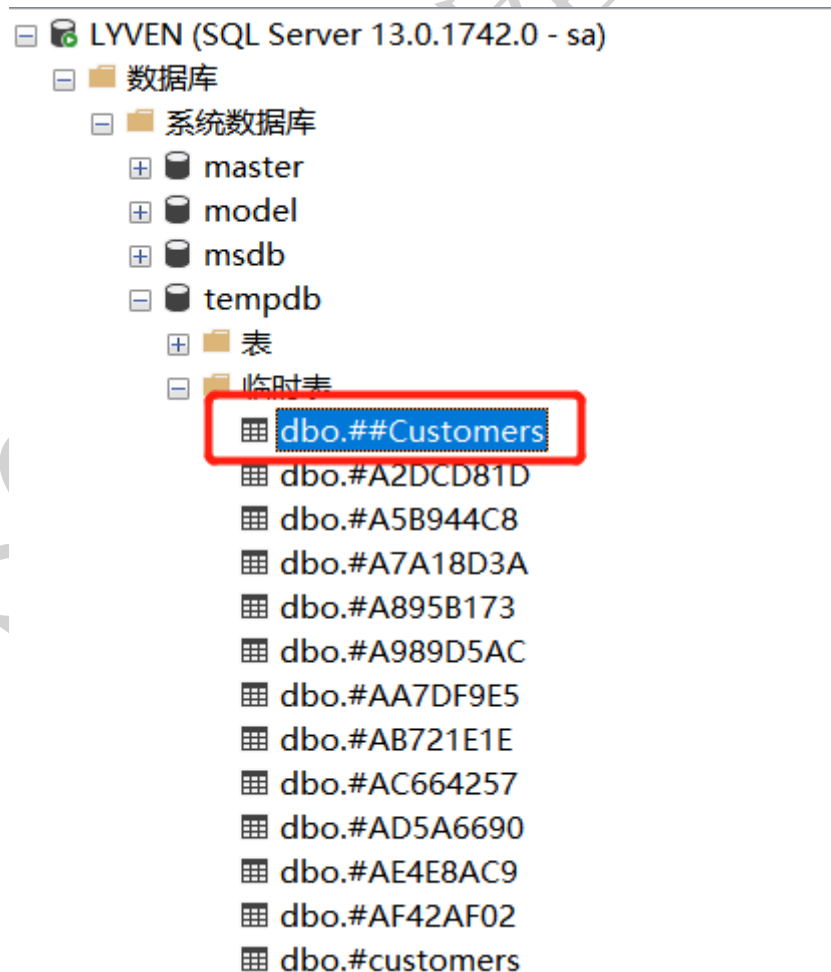 LYVEN (SQL Server 13.0.1742.0 - sa)
数据库
系统数据库
master
model
msdb
tempdb
表
临时表
dbo.##Customers
dbo.#A2DCD81D
dbo.#A5B944C8
dbo.#A7A18D3A
dbo.#A895B173
dbo.#A989D5AC
dbo.#AA7DF9E5
dbo.#AB721E1E
dbo.#AC664257
dbo.#AD5A6690
dbo.#AE4E8AC9
dbo.#AF42AF02
dbo.#customers